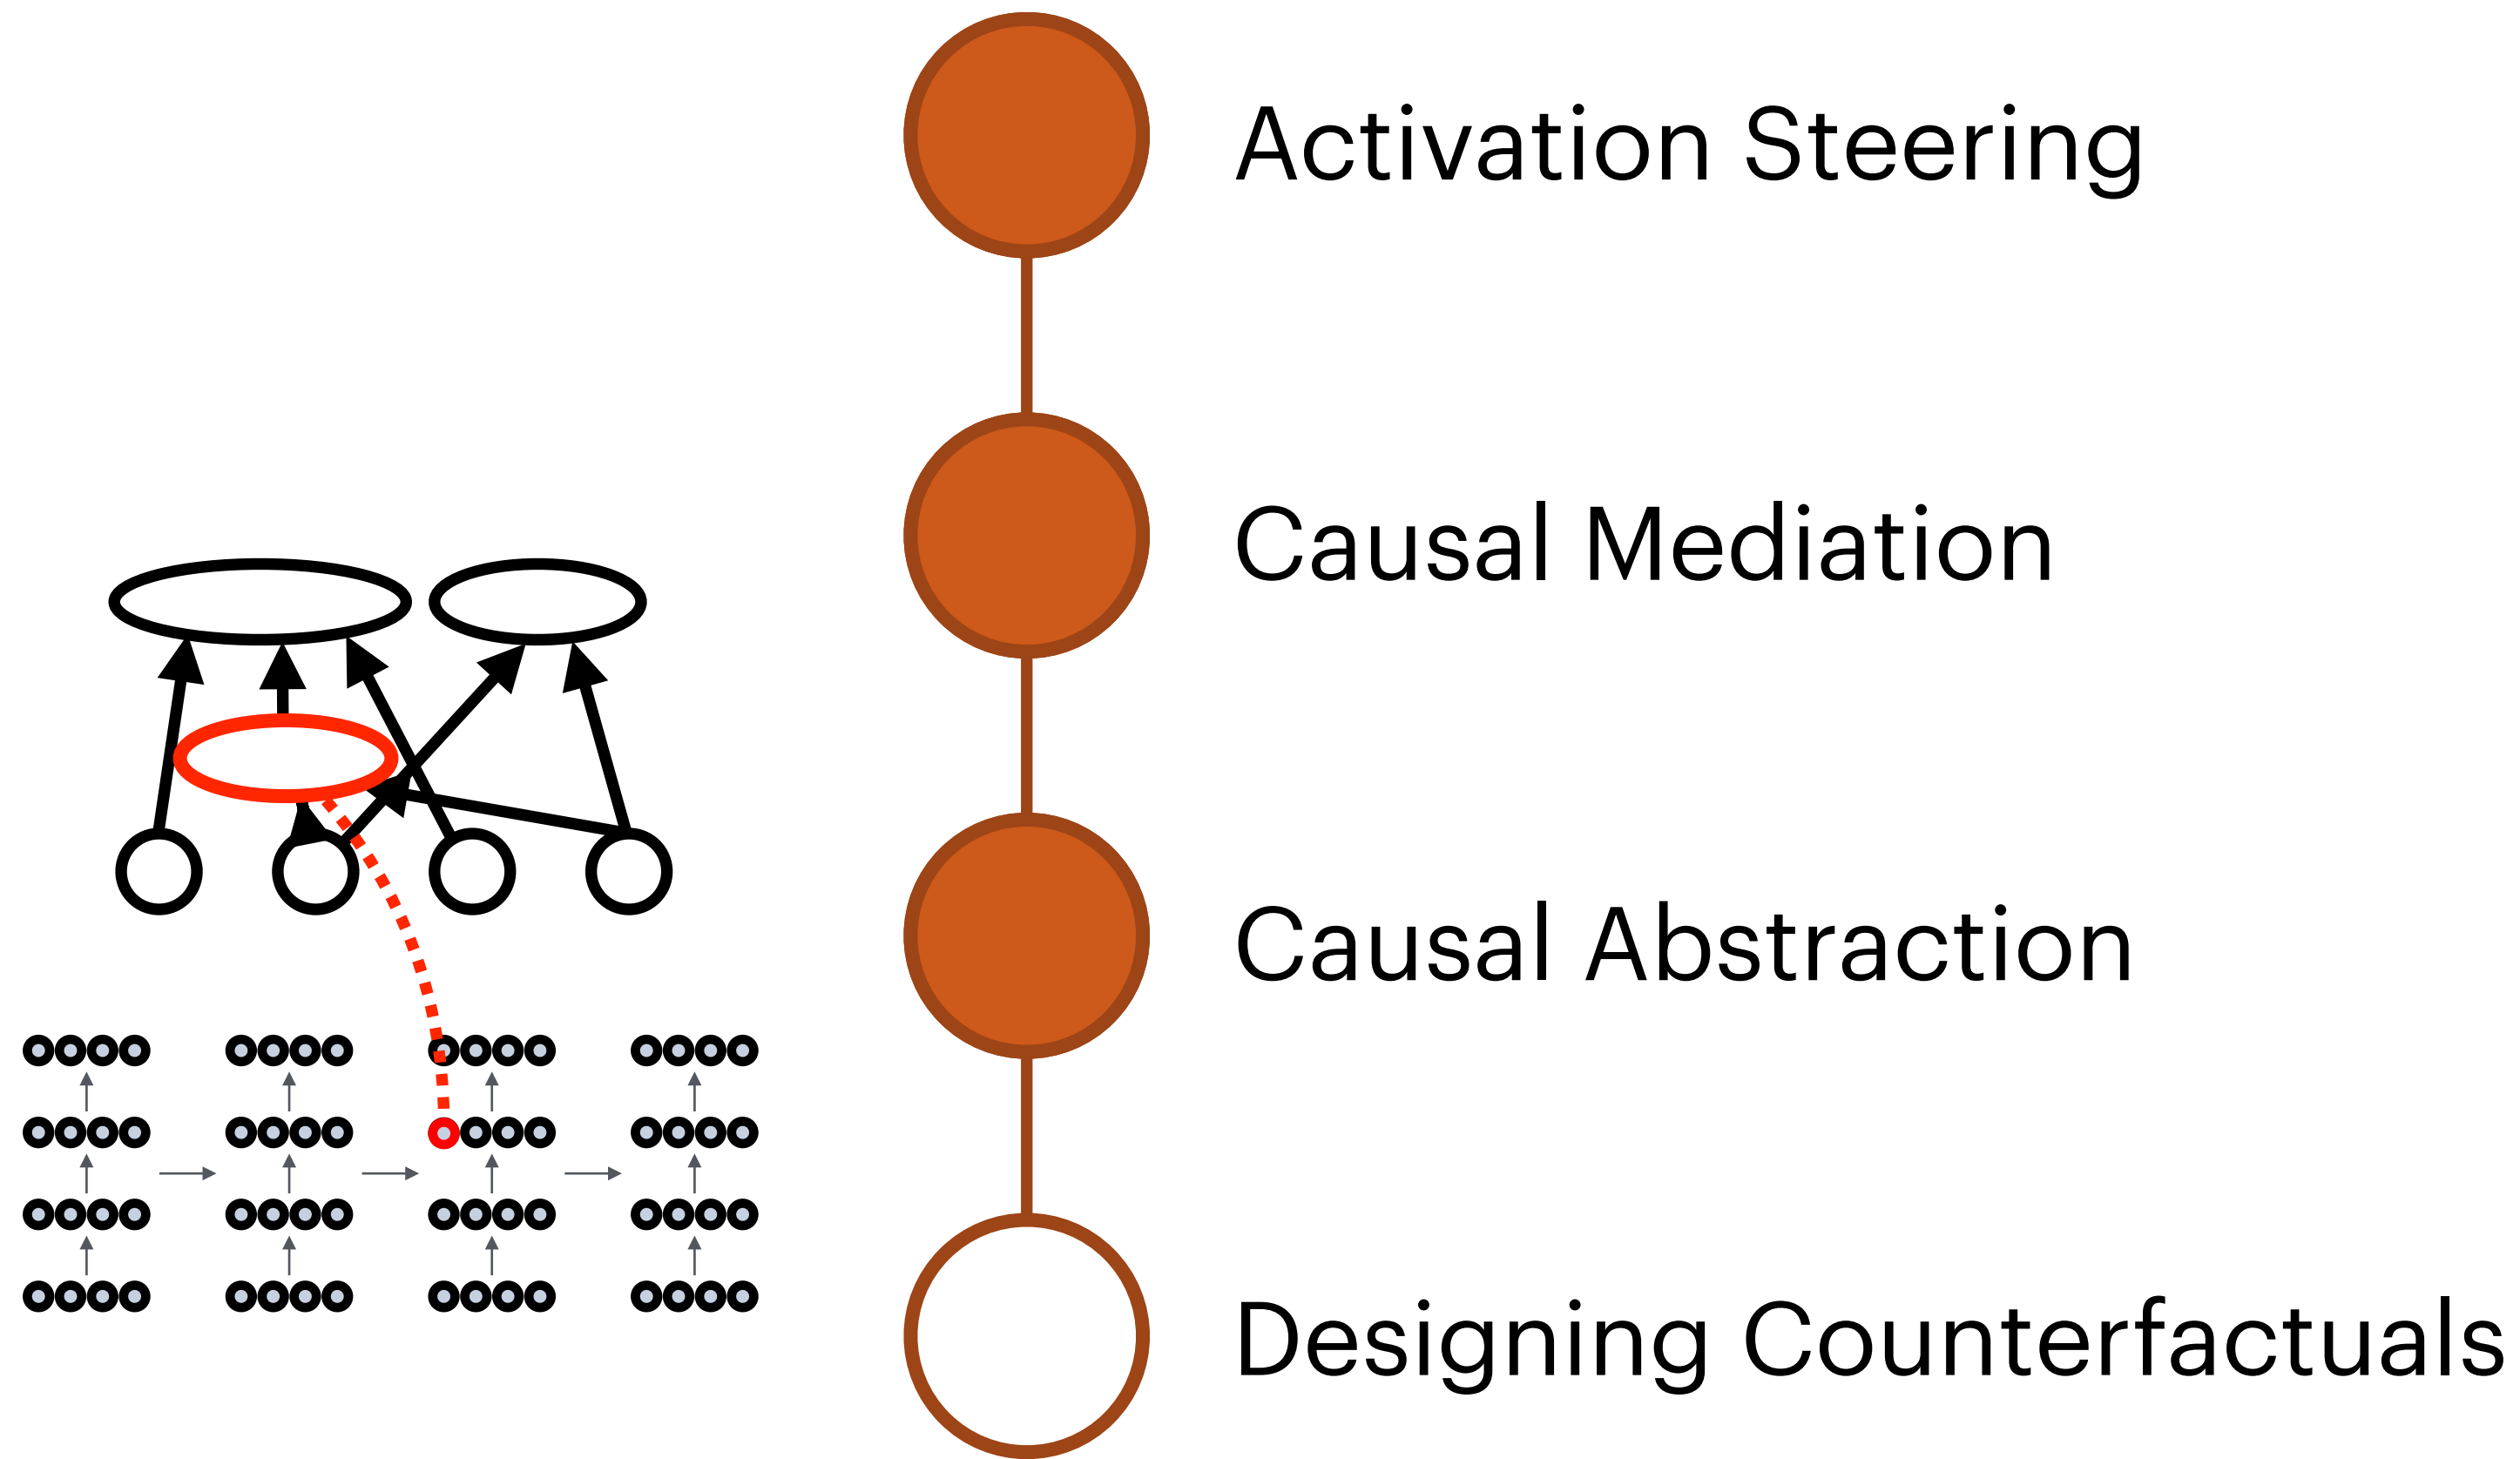 Activation Steering
Causal Mediation
Causal Abstraction
Designing Counterfactuals